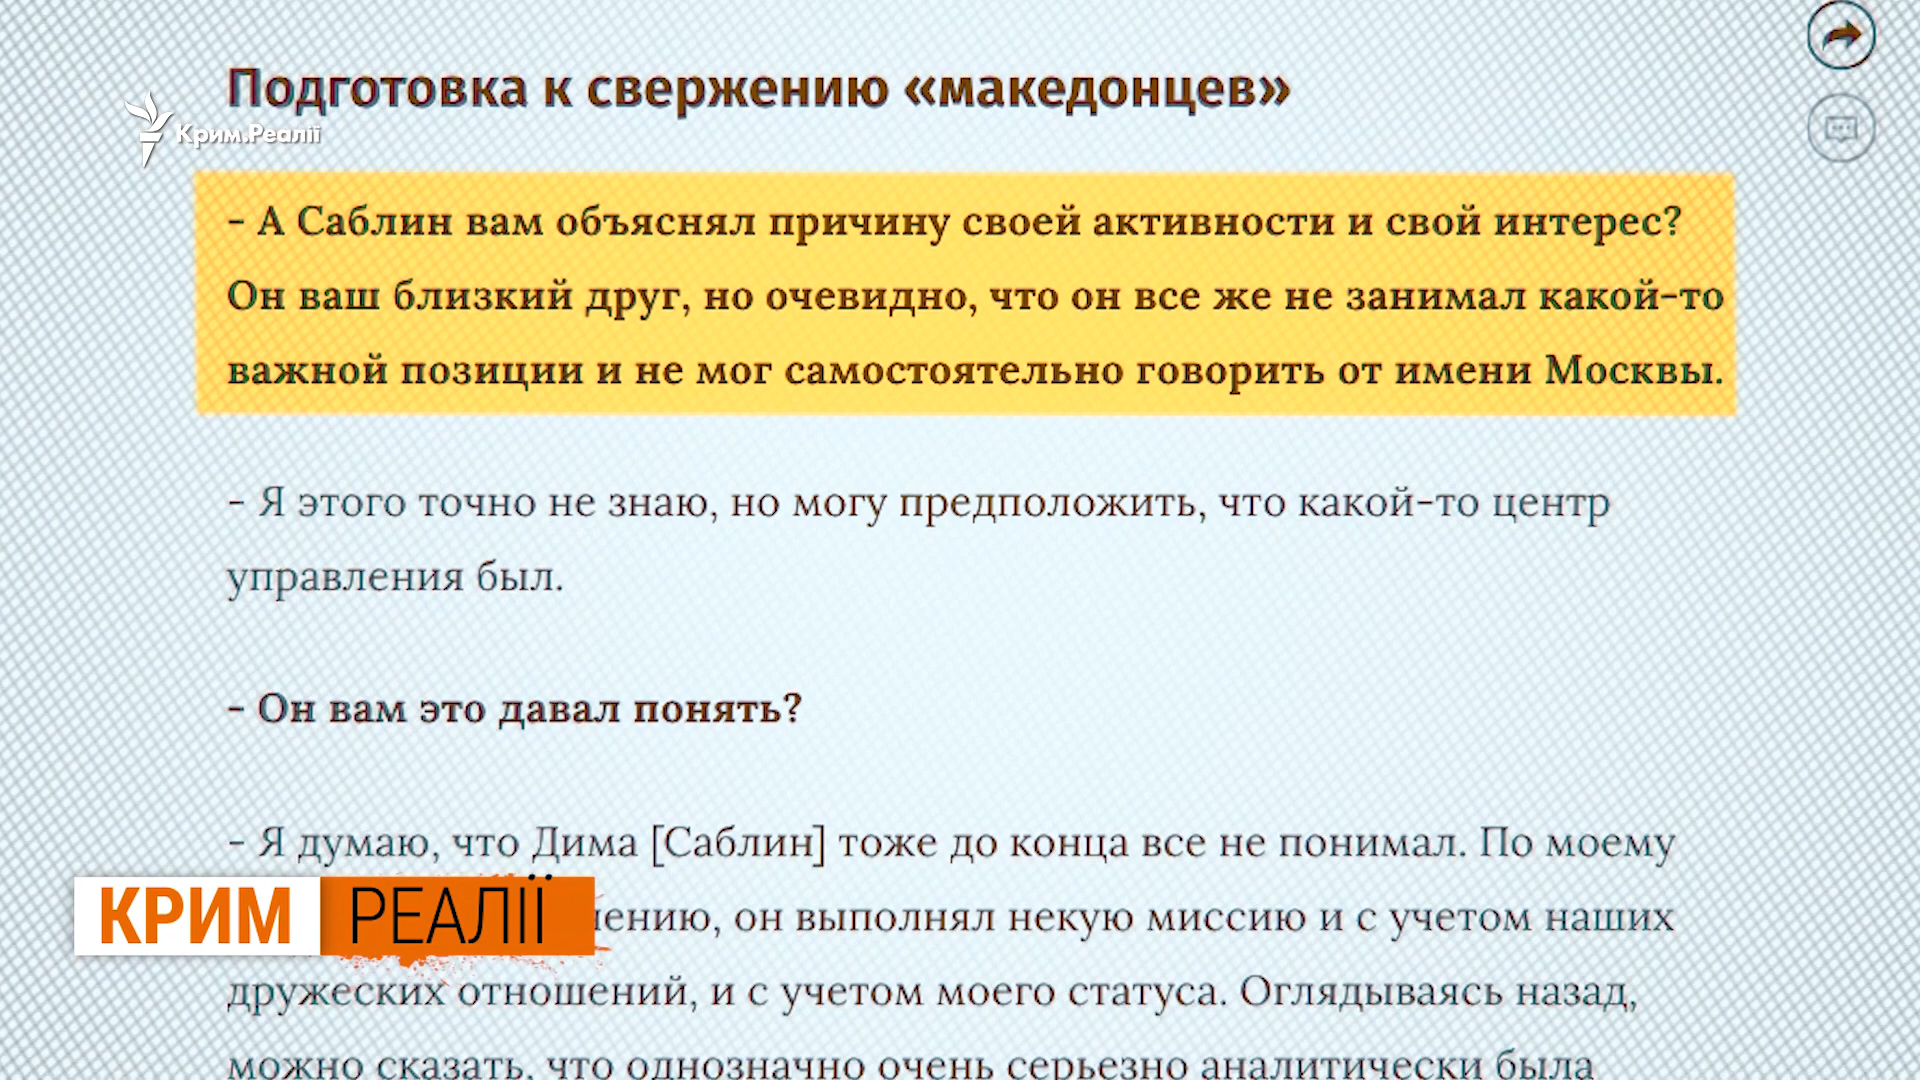 Подготовка к свержению «македонцев»
Крим.Реалії
- А Саблин вам объяснял причину своей активности и свой интерес?
Он ваш близкий друг, но очевидно, что он все же не занимал какой-то
важной позиции и не мог самостоятельно говорить от имени Москвы.
- Я этого точно не знаю, но могу предположить, что какой-то центр
управления был.
- Он вам это давал понять?
- Я думаю, что Дима [Саблин] тоже до конца все не понимал. По моему
КРИМ РЕАЛІЇ
он выполнял некую миссию и с учетом наших
дружеских отношений, и с учетом моего статуса. Оглядываясь назад,
можно сказать, что однозначно очень серьезно аналитически была